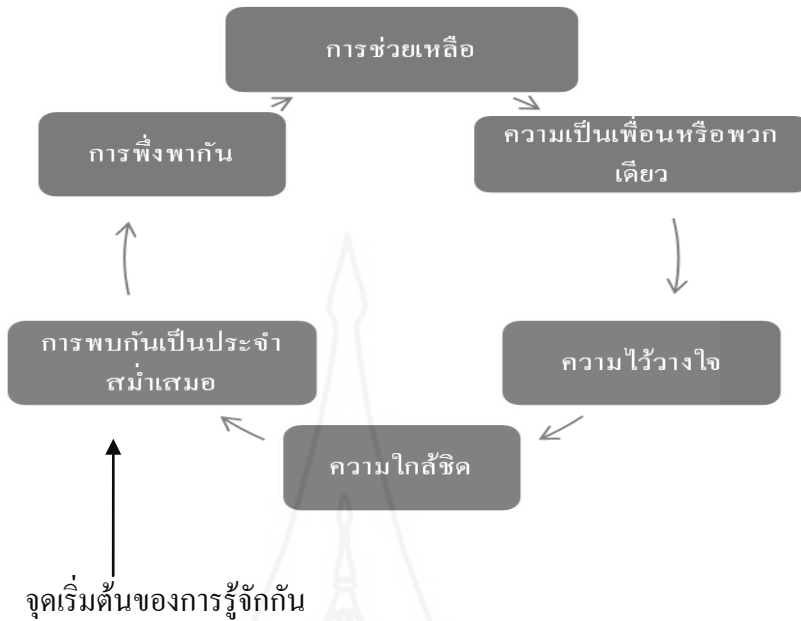 การช่วยเหลือ
ความเป็นเพื่อนหรือพวก
เดียว
การพึ่งพากัน
การพบกันเป็นประจำ
สม่ำเสมอ
ความไว้วางใจ
ความใกล้ชิด
จุดเริ่มต้นของการรู้จักกัน